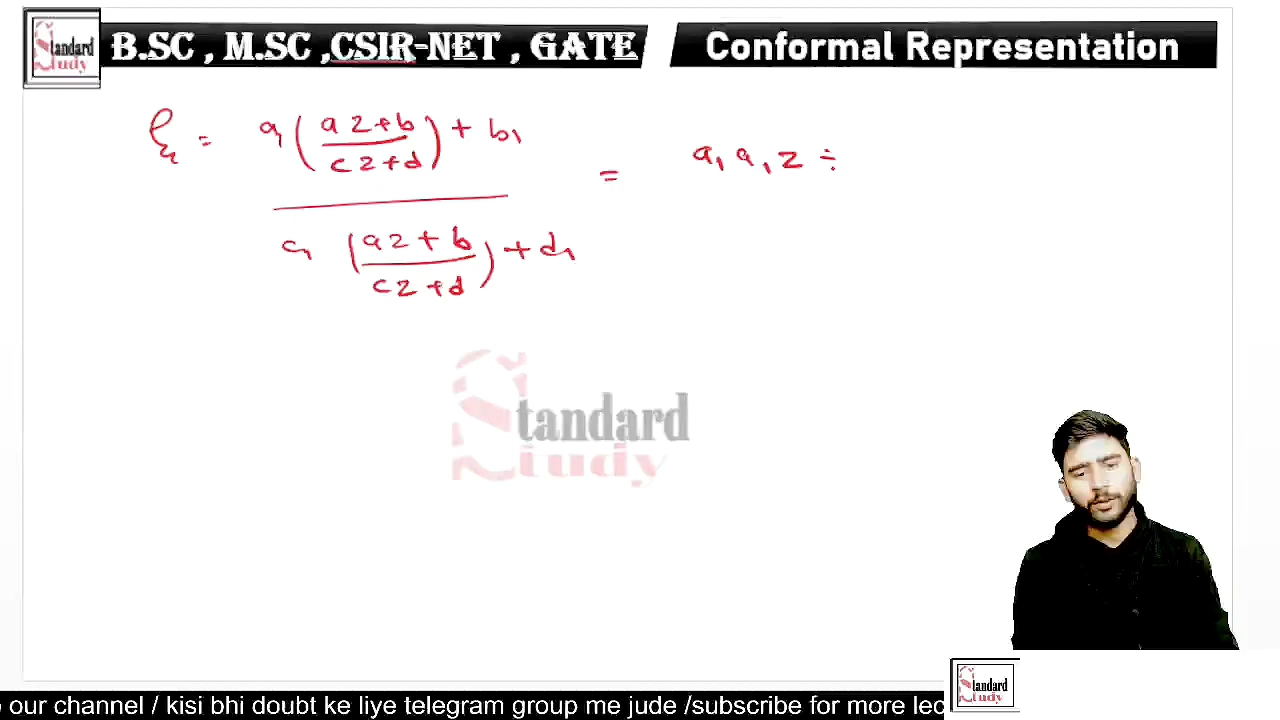 Standard Study B.SC , M.SC ,CSIR-NET , GATE Conformal Representation
ξ = (a₁ ((az+b)/(cz+d)) + b₁) / (c₁ ((az+b)/(cz+d)) + d₁) = a₁ a₁ z ÷
Standard
Study
our channel / kisi bhi doubt ke liye telegram group me jude /subscribe for more lec
Standard Study